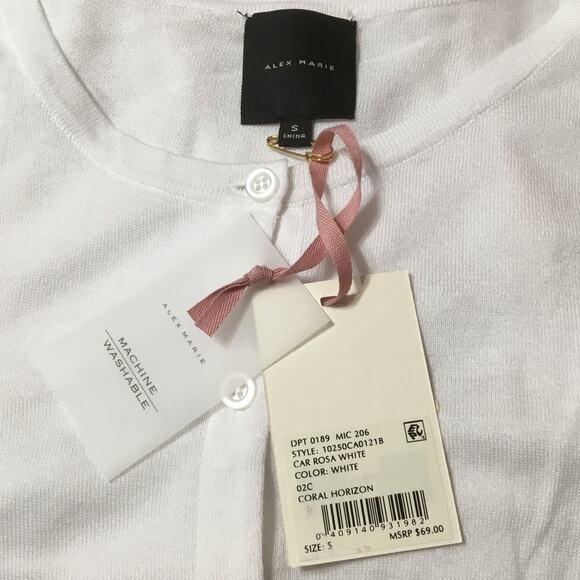 ALEX MARIE
S
CHINA
ALEX MARIE
MACHINE
WASHABLE
DPT 0189 MIC 206
STYLE: 10250CA0121B
CAR ROSA WHITE
COLOR: WHITE
02C
CORAL HORIZON
0 409140 931982
SIZE: S MSRP $69.00